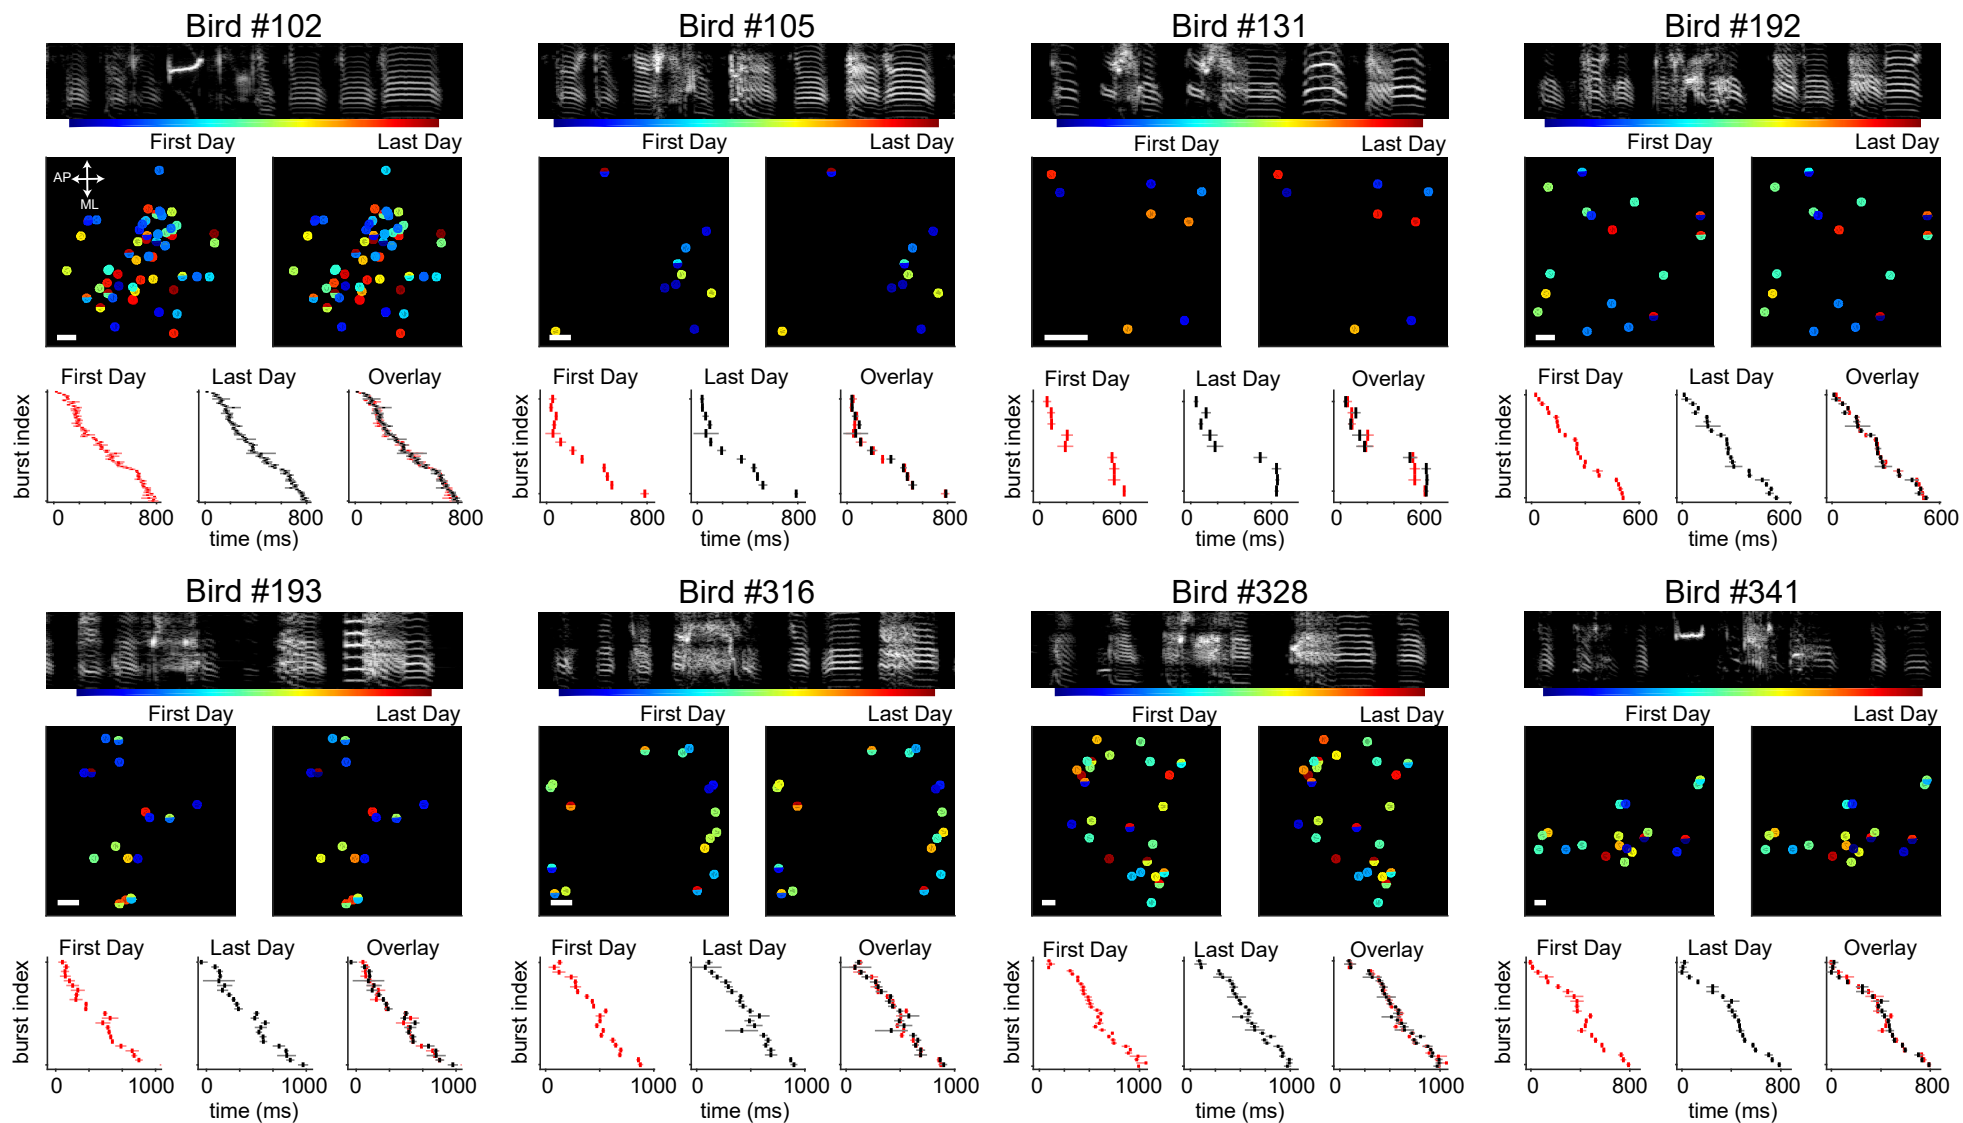 Bird #102
Bird #105
Bird #131
Bird #192
First Day
Last Day
First Day
Last Day
First Day
Last Day
First Day
Last Day
AP
ML
First Day
Last Day
Overlay
First Day
Last Day
Overlay
First Day
Last Day
Overlay
First Day
Last Day
Overlay
burst index
burst index
burst index
burst index
0 800 0 800 0 800
0 800 0 800 0 800
0 600 0 600 0 600
0 600 0 600 0 600
time (ms)
time (ms)
time (ms)
time (ms)
Bird #193
Bird #316
Bird #328
Bird #341
First Day
Last Day
First Day
Last Day
First Day
Last Day
First Day
Last Day
First Day
Last Day
Overlay
First Day
Last Day
Overlay
First Day
Last Day
Overlay
First Day
Last Day
Overlay
burst index
burst index
burst index
burst index
0 1000 0 1000 0 1000
0 1000 0 1000 0 1000
0 1000 0 1000 0 1000
0 800 0 800 0 800
time (ms)
time (ms)
time (ms)
time (ms)